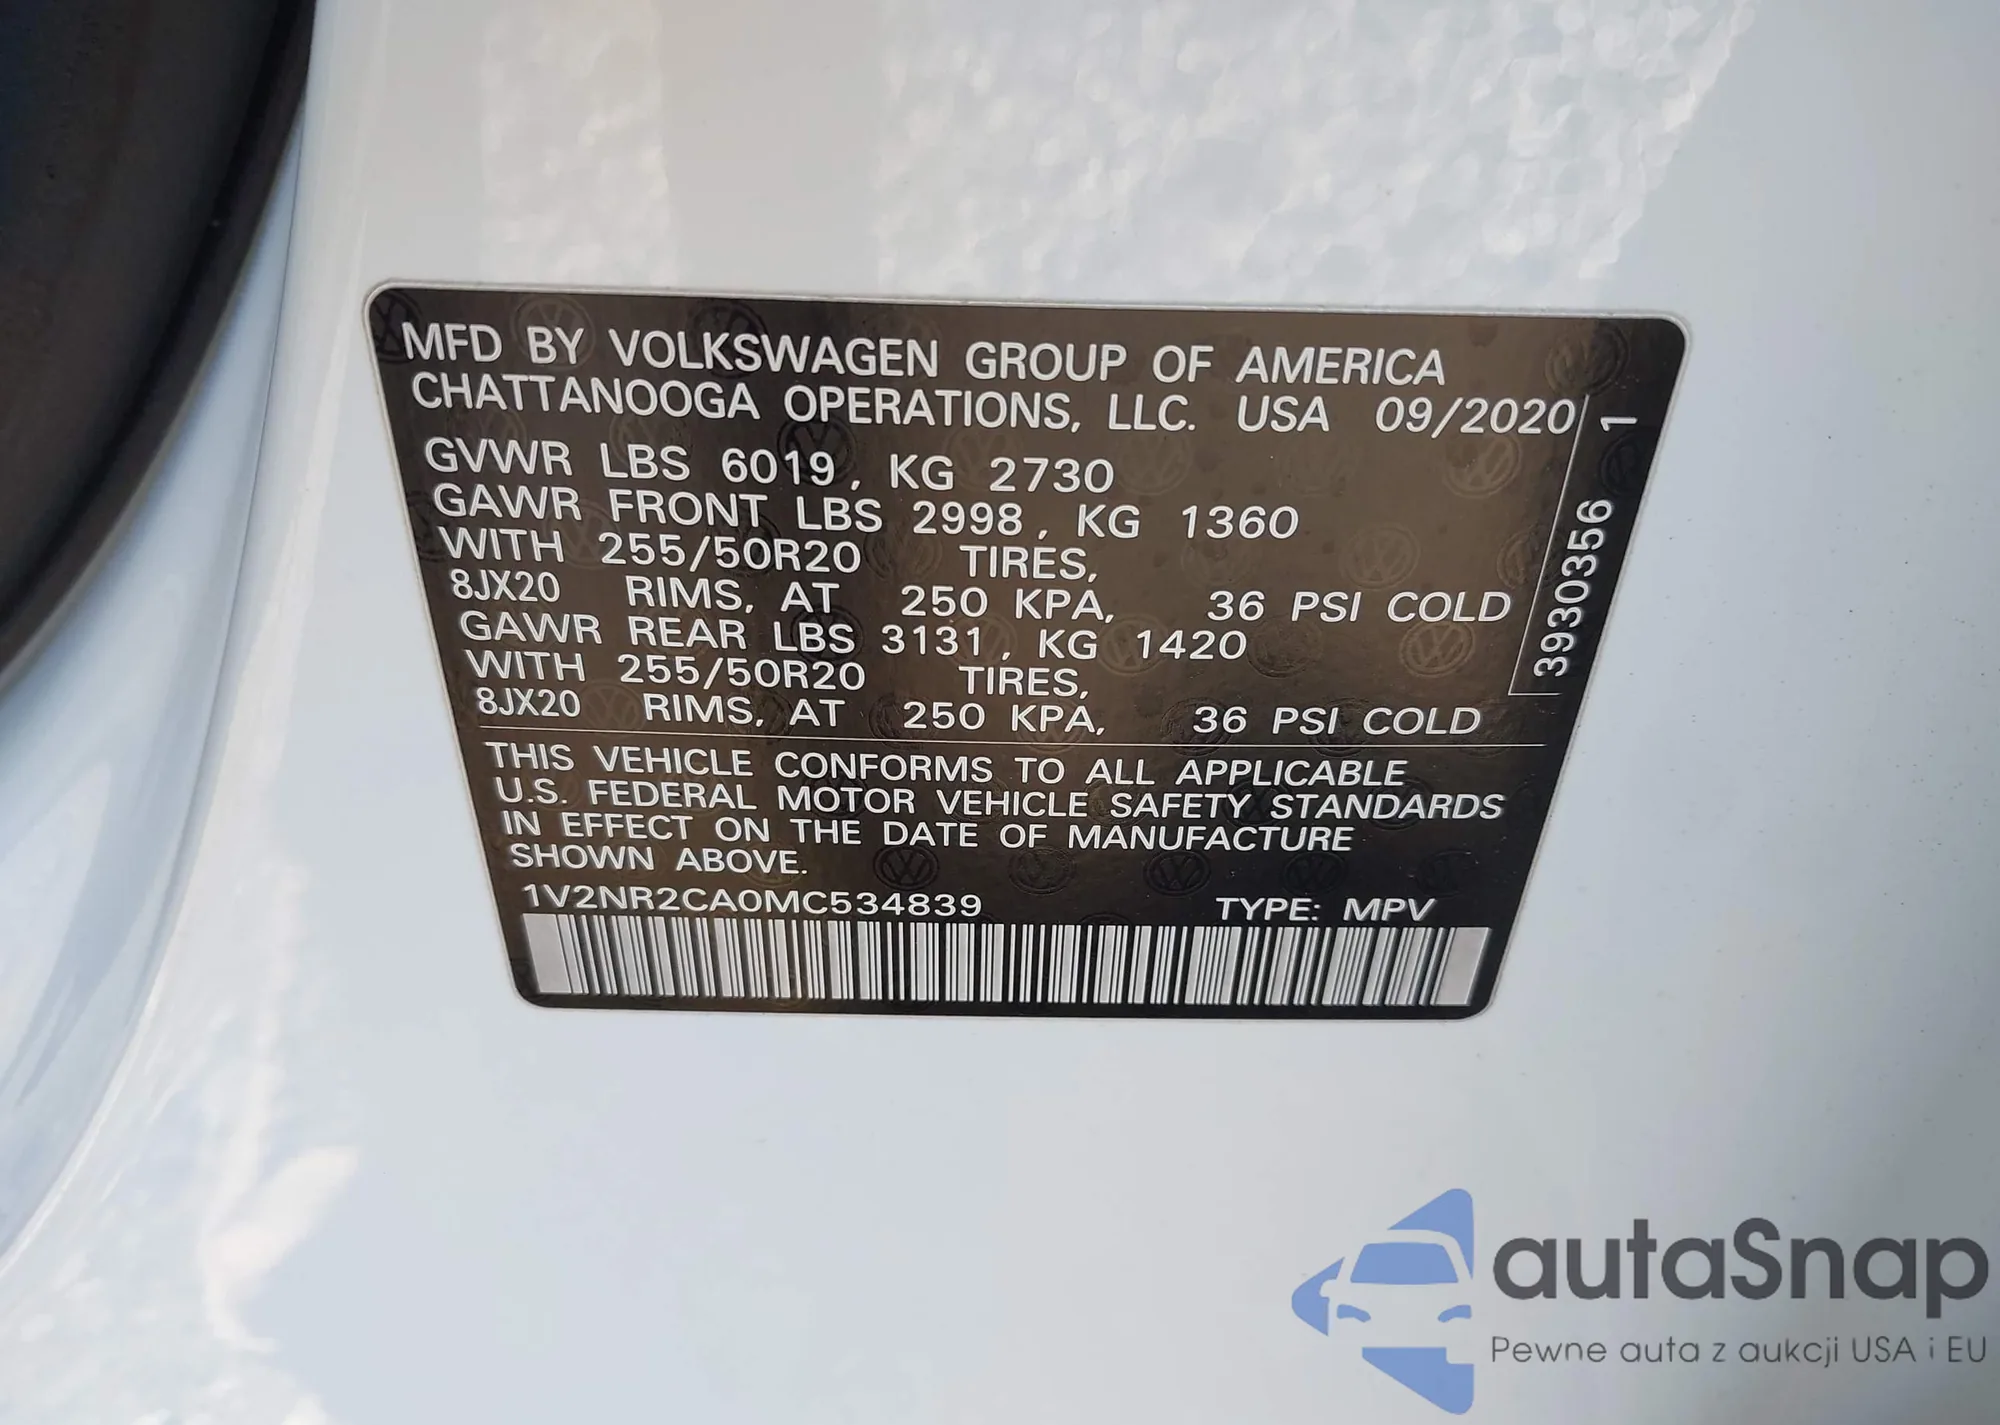 MFD BY VOLKSWAGEN GROUP OF AMERICA
CHATTANOOGA OPERATIONS, LLC. USA 09/2020
GVWR LBS 6019, KG 2730
GAWR FRONT LBS 2998, KG 1360
WITH 255/50R20 TIRES,
8JX20 RIMS, AT 250 KPA, 36 PSI COLD
GAWR REAR LBS 3131, KG 1420
WITH 255/50R20 TIRES,
8JX20 RIMS, AT 250 KPA, 36 PSI COLD
3930356 1
THIS VEHICLE CONFORMS TO ALL APPLICABLE
U.S. FEDERAL MOTOR VEHICLE SAFETY STANDARDS
IN EFFECT ON THE DATE OF MANUFACTURE
SHOWN ABOVE.
1V2NR2CA0MC534839 TYPE: MPV
autaSnap
Pewne auta z aukcji USA i EU